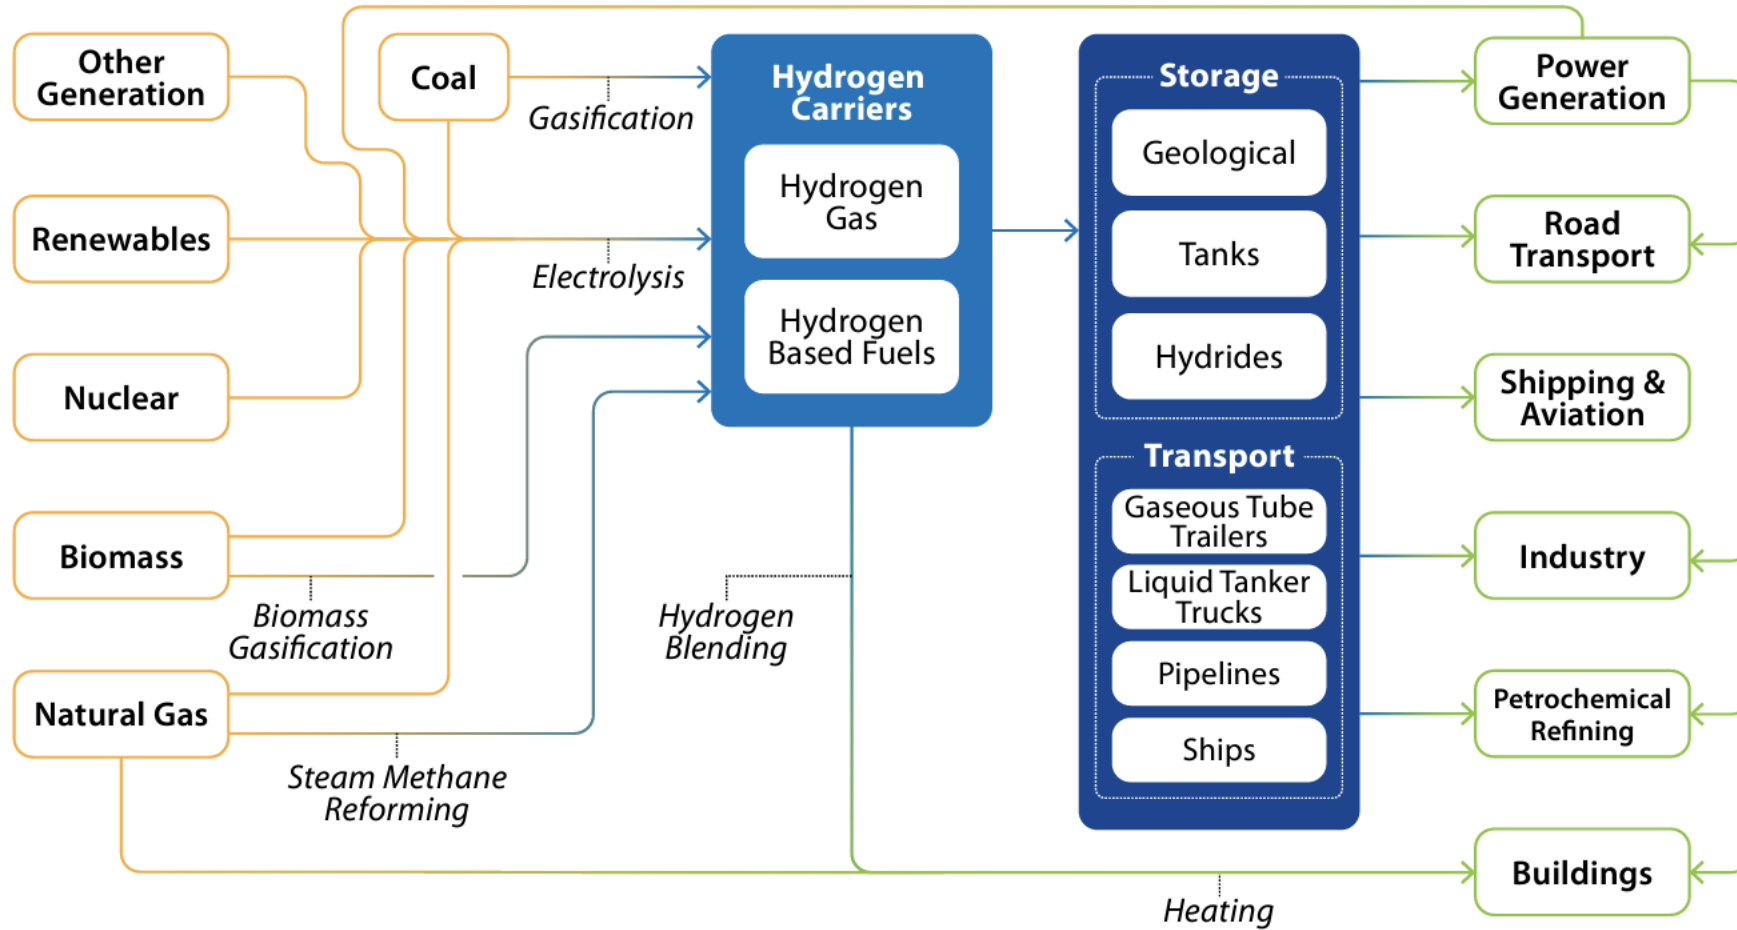 Other
Generation
Coal
Gasification
Renewables
Electrolysis
Nuclear
Biomass
Biomass
Gasification
Natural Gas
Steam Methane
Reforming
Hydrogen
Carriers
Hydrogen
Gas
Hydrogen
Based Fuels
Hydrogen
Blending
Storage
Geological
Tanks
Hydrides
Transport
Gaseous Tube
Trailers
Liquid Tanker
Trucks
Pipelines
Ships
Heating
Power
Generation
Road
Transport
Shipping &
Aviation
Industry
Petrochemical
Refining
Buildings